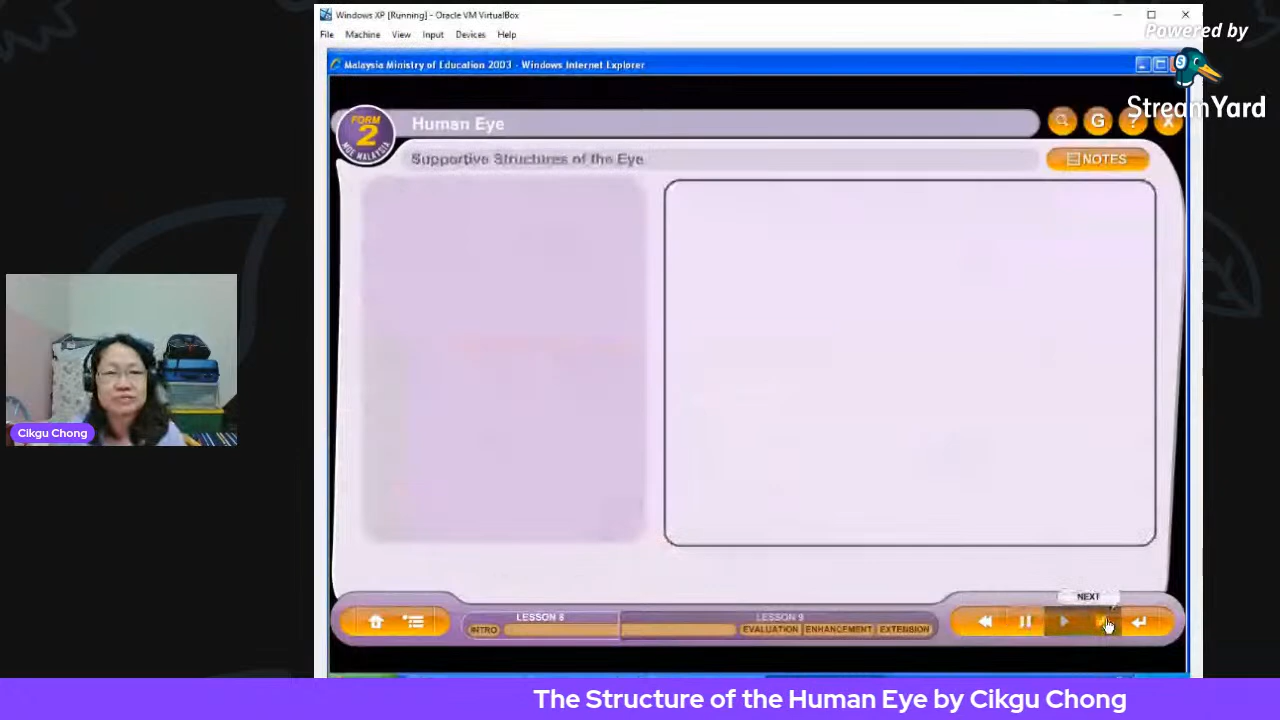 Windows XP [Running] - Oracle VM VirtualBox
File Machine View Input Devices Help
Powered by
StreamYard
Malaysia Ministry of Education 2003 - Windows Internet Explorer
FORM
2
MOE MALAYSIA
Human Eye
G ? X
Supportive Structures of the Eye
NOTES
Cikgu Chong
NEXT
LESSON 8
LESSON 9
INTRO
EVALUATION ENHANCEMENT EXTENSION
The Structure of the Human Eye by Cikgu Chong